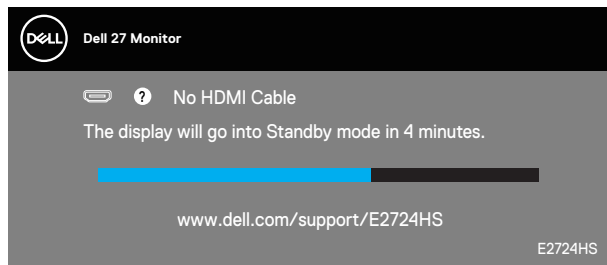 DELL
Dell 27 Monitor
? No HDMI Cable
The display will go into Standby mode in 4 minutes.
www.dell.com/support/E2724HS
E2724HS